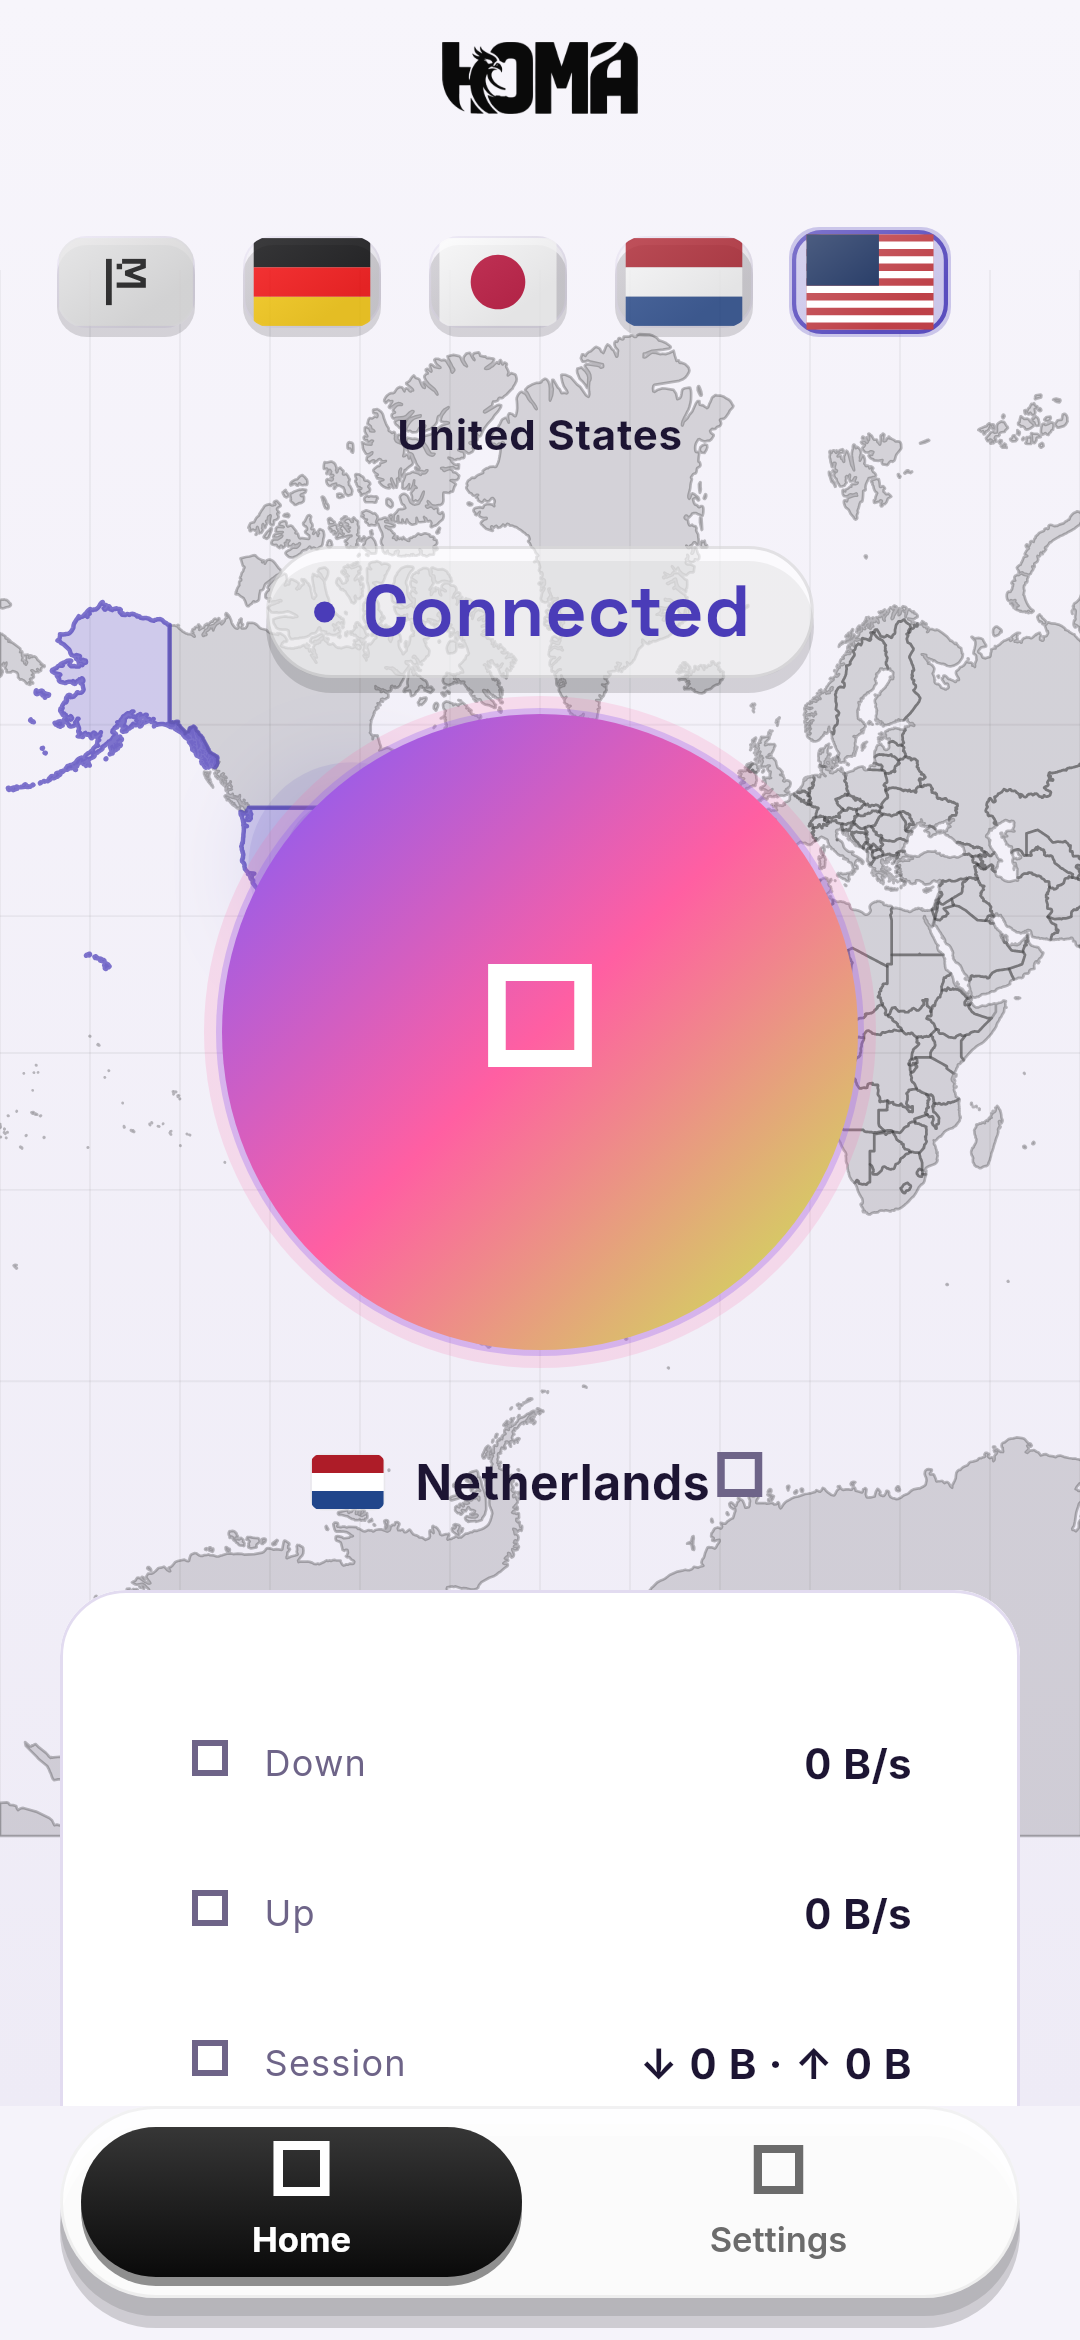 HOMA
United States
• Connected
Netherlands
Down 0 B/s
Up 0 B/s
Session ↓ 0 B · ↑ 0 B
Home Settings